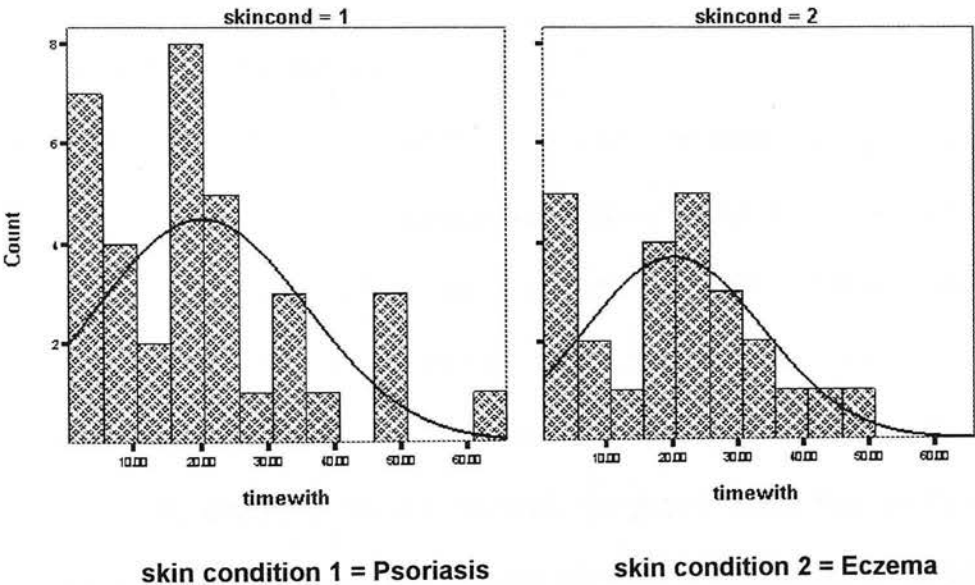 skincond = 1
skincond = 2
8
6
4
2
Count
10.00 20.00 30.00 40.00 50.00 60.00
10.00 20.00 30.00 40.00 50.00 60.00
timewith
timewith
skin condition 1 = Psoriasis
skin condition 2 = Eczema